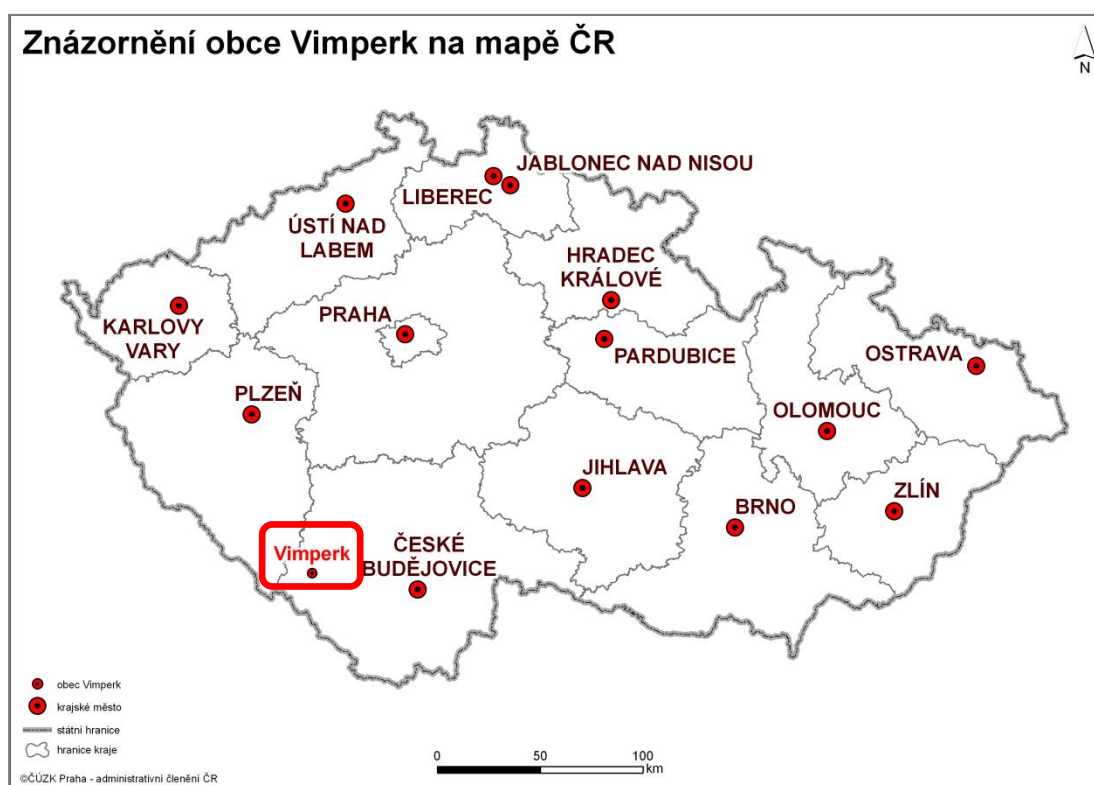 Znázornění obce Vimperk na mapě ČR
N
JABLONEC NAD NISOU
LIBEREC
ÚSTÍ NAD
LABEM
HRADEC
KRÁLOVÉ
KARLOVY
VARY
PRAHA
PARDUBICE
OSTRAVA
PLZEŇ
OLOMOUC
JIHLAVA
BRNO
ZLÍN
Vimperk
ČESKÉ
BUDĚJOVICE
obec Vimperk
krajské město
státní hranice
hranice kraje
0 50 100
km
©ČÚZK Praha - administrativní členění ČR